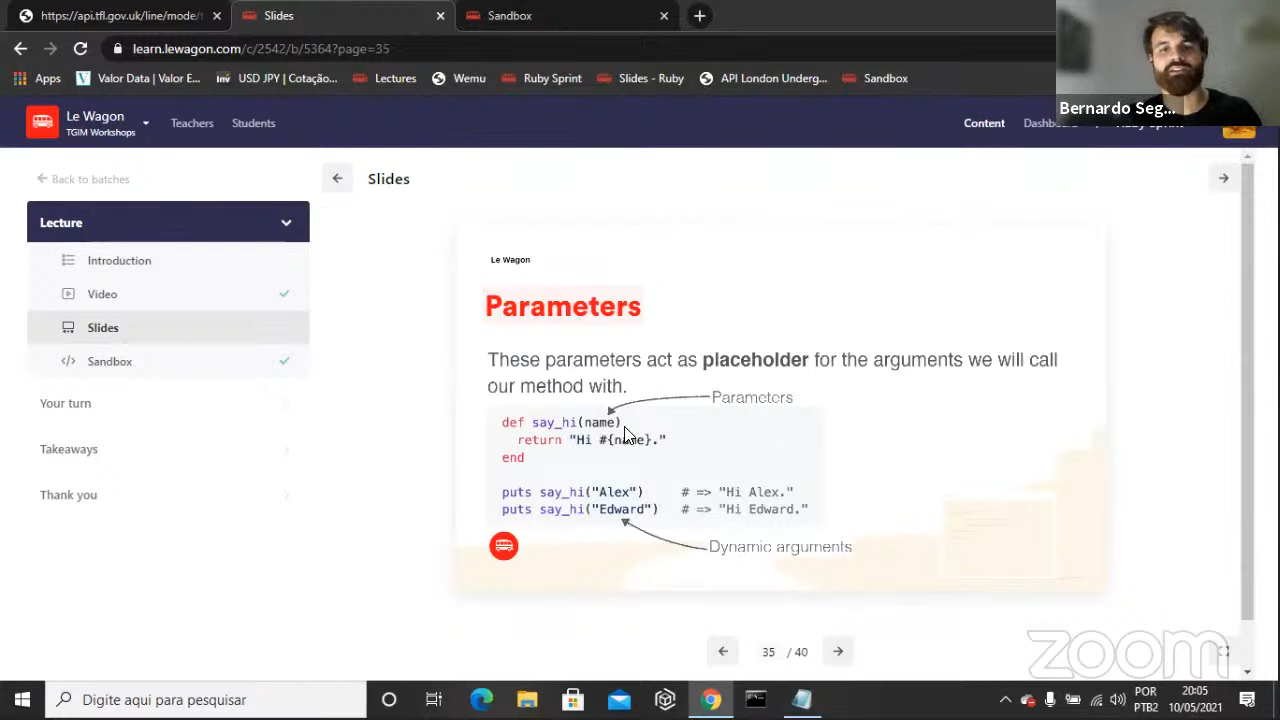 https://api.tfl.gov.uk/line/mode/t
Slides
Sandbox
learn.lewagon.com/c/2542/b/5364?page=35
Apps
Valor Data | Valor E...
inv
USD JPY | Cotação...
Lectures
Wemu
Ruby Sprint
Slides - Ruby
API London Underg...
Sandbox
Bernardo Seg...
Le Wagon
TGIM Workshops
Teachers
Students
Content
Back to batches
Slides
Lecture
Introduction
Video
Slides
Sandbox
Your turn
Takeaways
Thank you
Le Wagon
Parameters
These parameters act as placeholder for the arguments we will call
our method with.
Parameters
def say_hi(name)
return "Hi #{name}."
end
puts say_hi("Alex") # => "Hi Alex."
puts say_hi("Edward") # => "Hi Edward."
Dynamic arguments
35 / 40
zoom
Digite aqui para pesquisar
POR
PTB2
20:05
10/05/2021